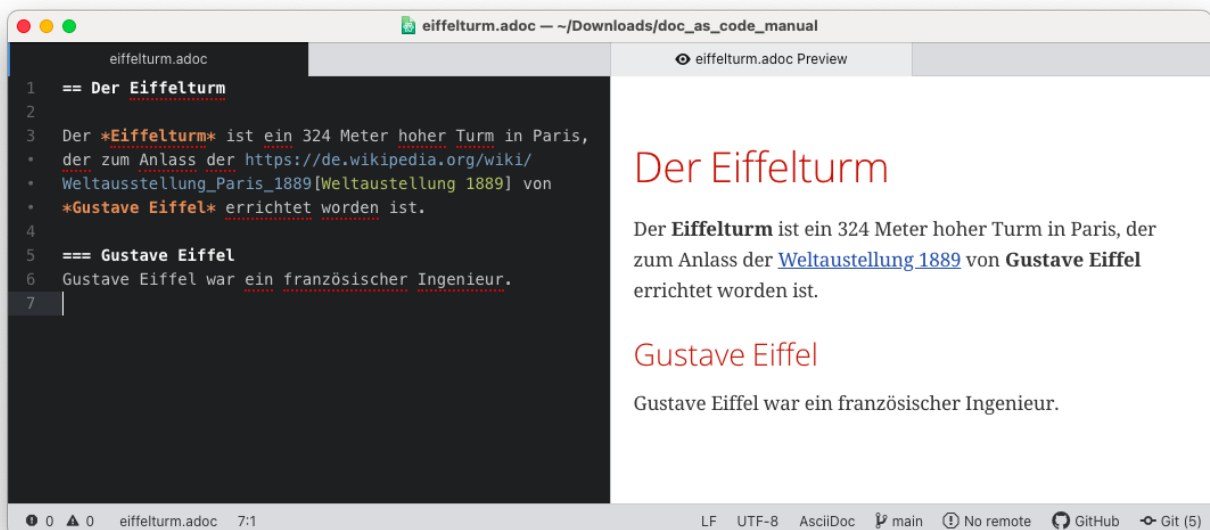 eiffelturm.adoc — ~/Downloads/doc_as_code_manual
eiffelturm.adoc
1 == Der Eiffelturm
2
3 Der *Eiffelturm* ist ein 324 Meter hoher Turm in Paris,
• der zum Anlass der https://de.wikipedia.org/wiki/
• Weltausstellung_Paris_1889[Weltaustellung 1889] von
• *Gustave Eiffel* errichtet worden ist.
4
5 === Gustave Eiffel
6 Gustave Eiffel war ein französischer Ingenieur.
7
eiffelturm.adoc Preview
Der Eiffelturm
Der Eiffelturm ist ein 324 Meter hoher Turm in Paris, der
zum Anlass der Weltaustellung 1889 von Gustave Eiffel
errichtet worden ist.
Gustave Eiffel
Gustave Eiffel war ein französischer Ingenieur.
0 0 eiffelturm.adoc 7:1 LF UTF-8 AsciiDoc main No remote GitHub Git (5)